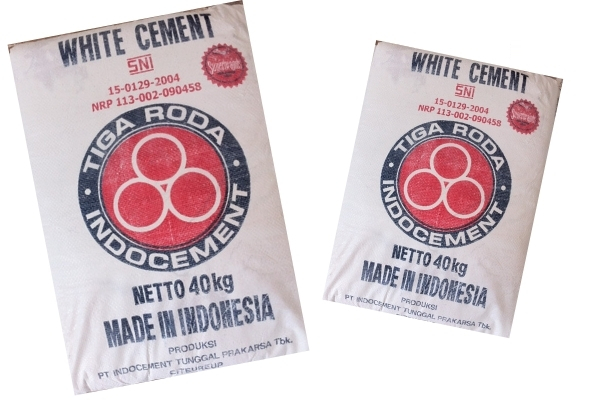 WHITE CEMENT
SNI
15-0129-2004
NRP 113-002-090458
TIGA RODA
INDOCEMENT
NETTO 40kg
MADE IN INDONESIA
PRODUKSI
PT INDOCEMENT TUNGGAL PRAKARSA Tbk.
WHITE CEMENT
SNI
15-0129-2004
NRP 113-002-090458
TIGA RODA
INDOCEMENT
NETTO 40kg
MADE IN INDONESIA
PRODUKSI
PT INDOCEMENT TUNGGAL PRAKARSA Tbk.